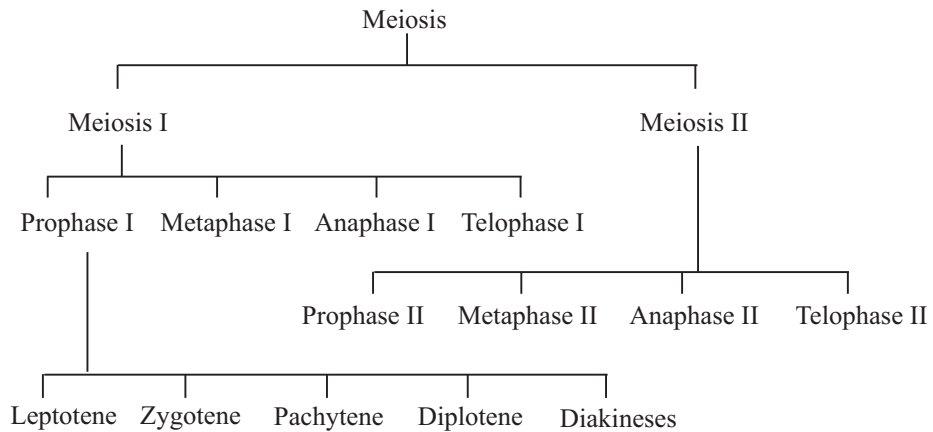 Meiosis
Meiosis I Meiosis II
Prophase I Metaphase I Anaphase I Telophase I
Prophase II Metaphase II Anaphase II Telophase II
Leptotene Zygotene Pachytene Diplotene Diakineses